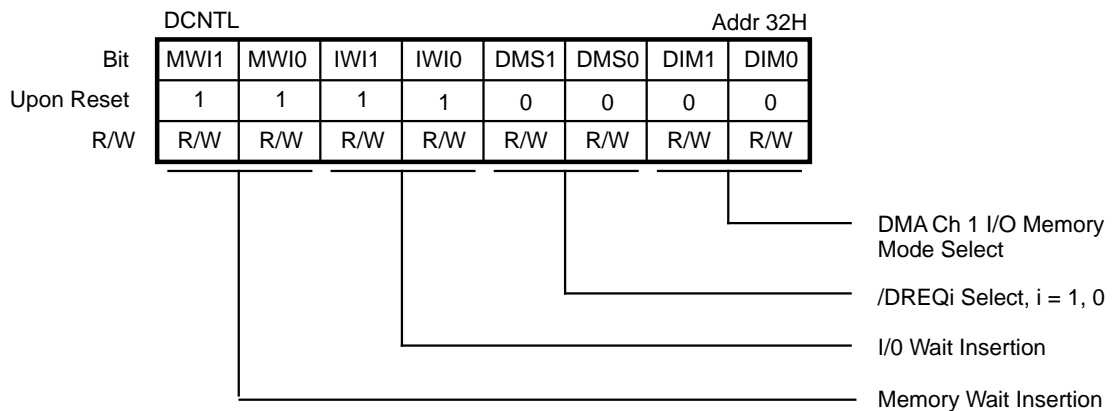 DCNTL Addr 32H
Bit MWI1 MWI0 IWI1 IWI0 DMS1 DMS0 DIM1 DIM0
Upon Reset 1 1 1 1 0 0 0 0
R/W R/W R/W R/W R/W R/W R/W R/W R/W
DMA Ch 1 I/O Memory
Mode Select
/DREQi Select, i = 1, 0
I/0 Wait Insertion
Memory Wait Insertion